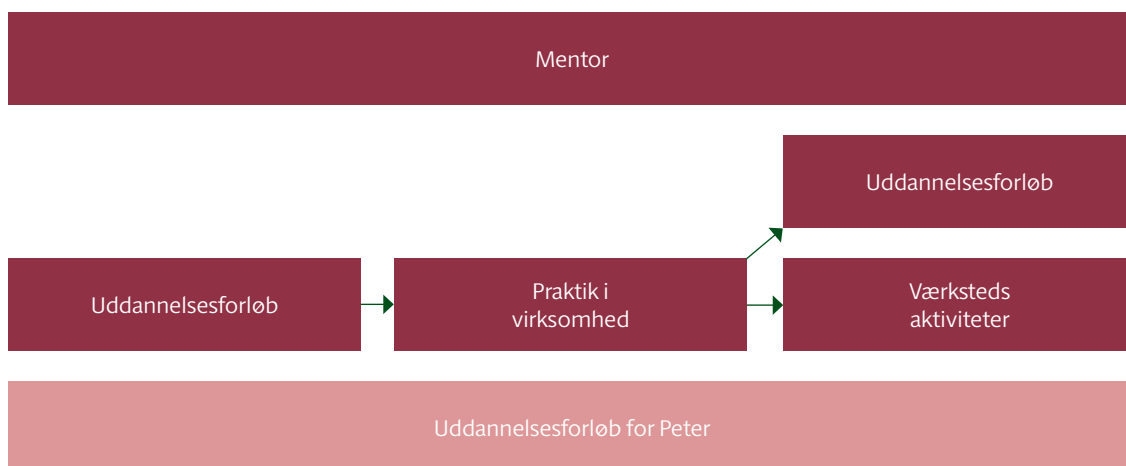 Mentor
Uddannelsesforløb
Uddannelsesforløb
Praktik i
virksomhed
Værksteds
aktiviteter
Uddannelsesforløb for Peter